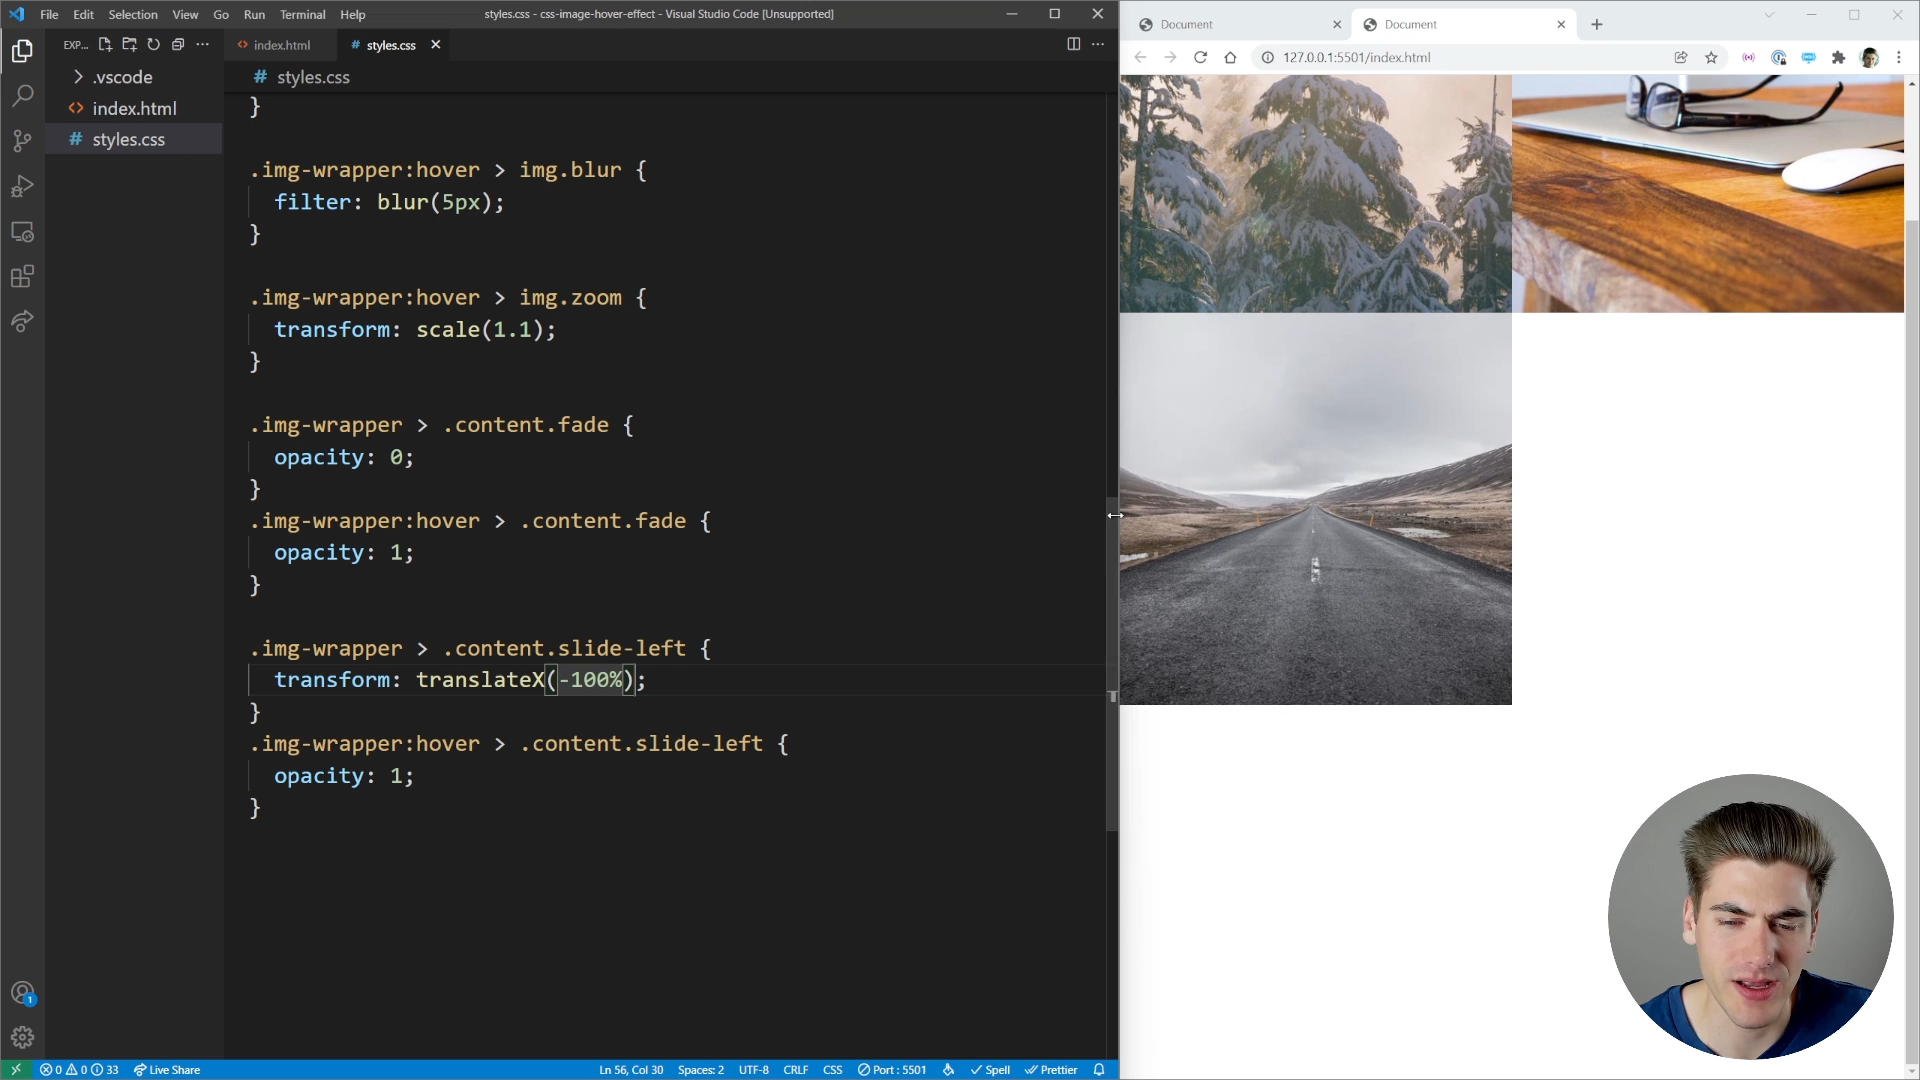 File Edit Selection View Go Run Terminal Help
styles.css - css-image-hover-effect - Visual Studio Code [Unsupported]
EXP...
.vscode
index.html
styles.css
index.html
styles.css
styles.css
}
.img-wrapper:hover > img.blur {
filter: blur(5px);
}
.img-wrapper:hover > img.zoom {
transform: scale(1.1);
}
.img-wrapper > .content.fade {
opacity: 0;
}
.img-wrapper:hover > .content.fade {
opacity: 1;
}
.img-wrapper > .content.slide-left {
transform: translateX(-100%);
}
.img-wrapper:hover > .content.slide-left {
opacity: 1;
}
1
0 0 33 Live Share
Ln 56, Col 30 Spaces: 2 UTF-8 CRLF CSS Port : 5501 Spell Prettier
Document
Document
127.0.0.1:5501/index.html